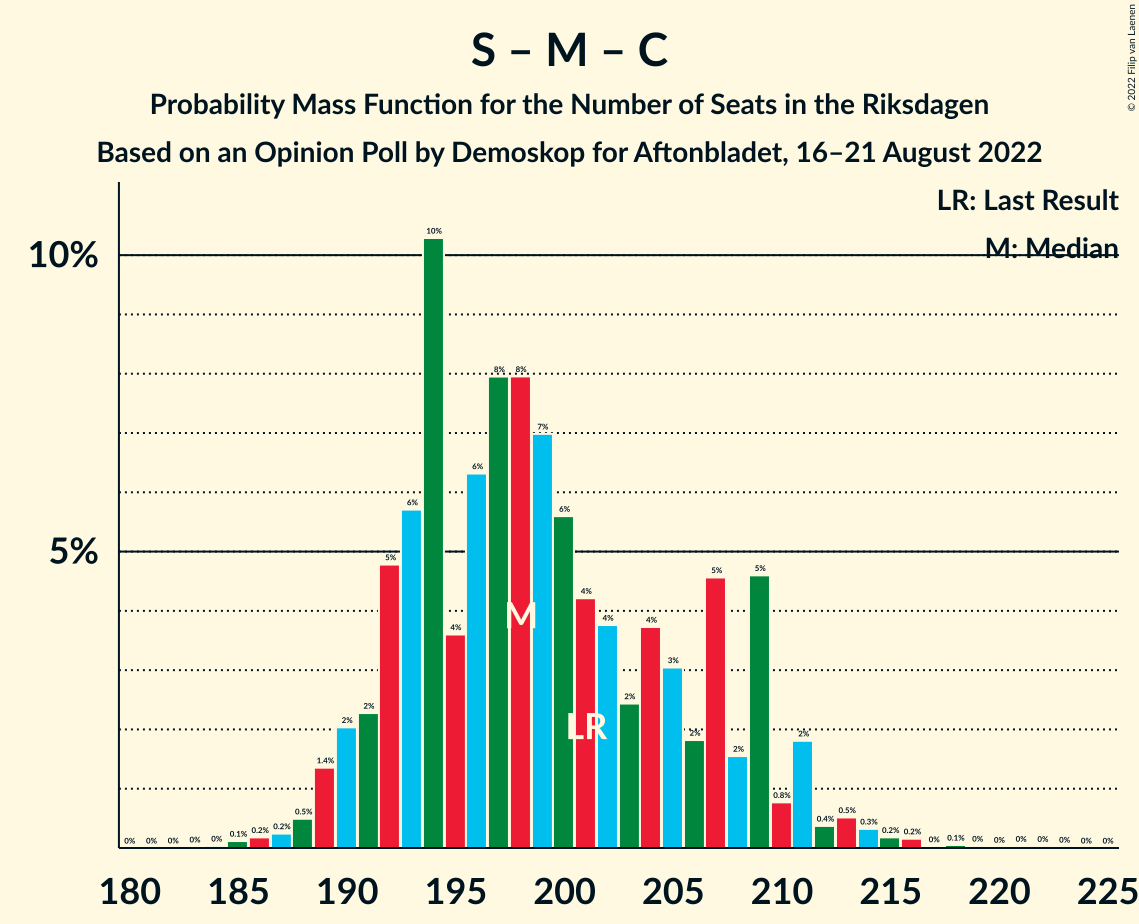 S – M – C
Probability Mass Function for the Number of Seats in the Riksdagen
Based on an Opinion Poll by Demoskop for Aftonbladet, 16–21 August 2022
© 2022 Filip van Laenen
LR: Last Result
M: Median
10%
5%
0% 0% 0% 0% 0% 0.1% 0.2% 0.2% 0.5% 1.4% 2% 2% 5% 6% 10% 4% 6% 8% 8% 7% 6% 4% 4% 2% 4% 3% 2% 5% 2% 5% 0.8% 2% 0.4% 0.5% 0.3% 0.2% 0.2% 0% 0.1% 0% 0% 0% 0% 0% 0% 0%
M
LR
180 185 190 195 200 205 210 215 220 225